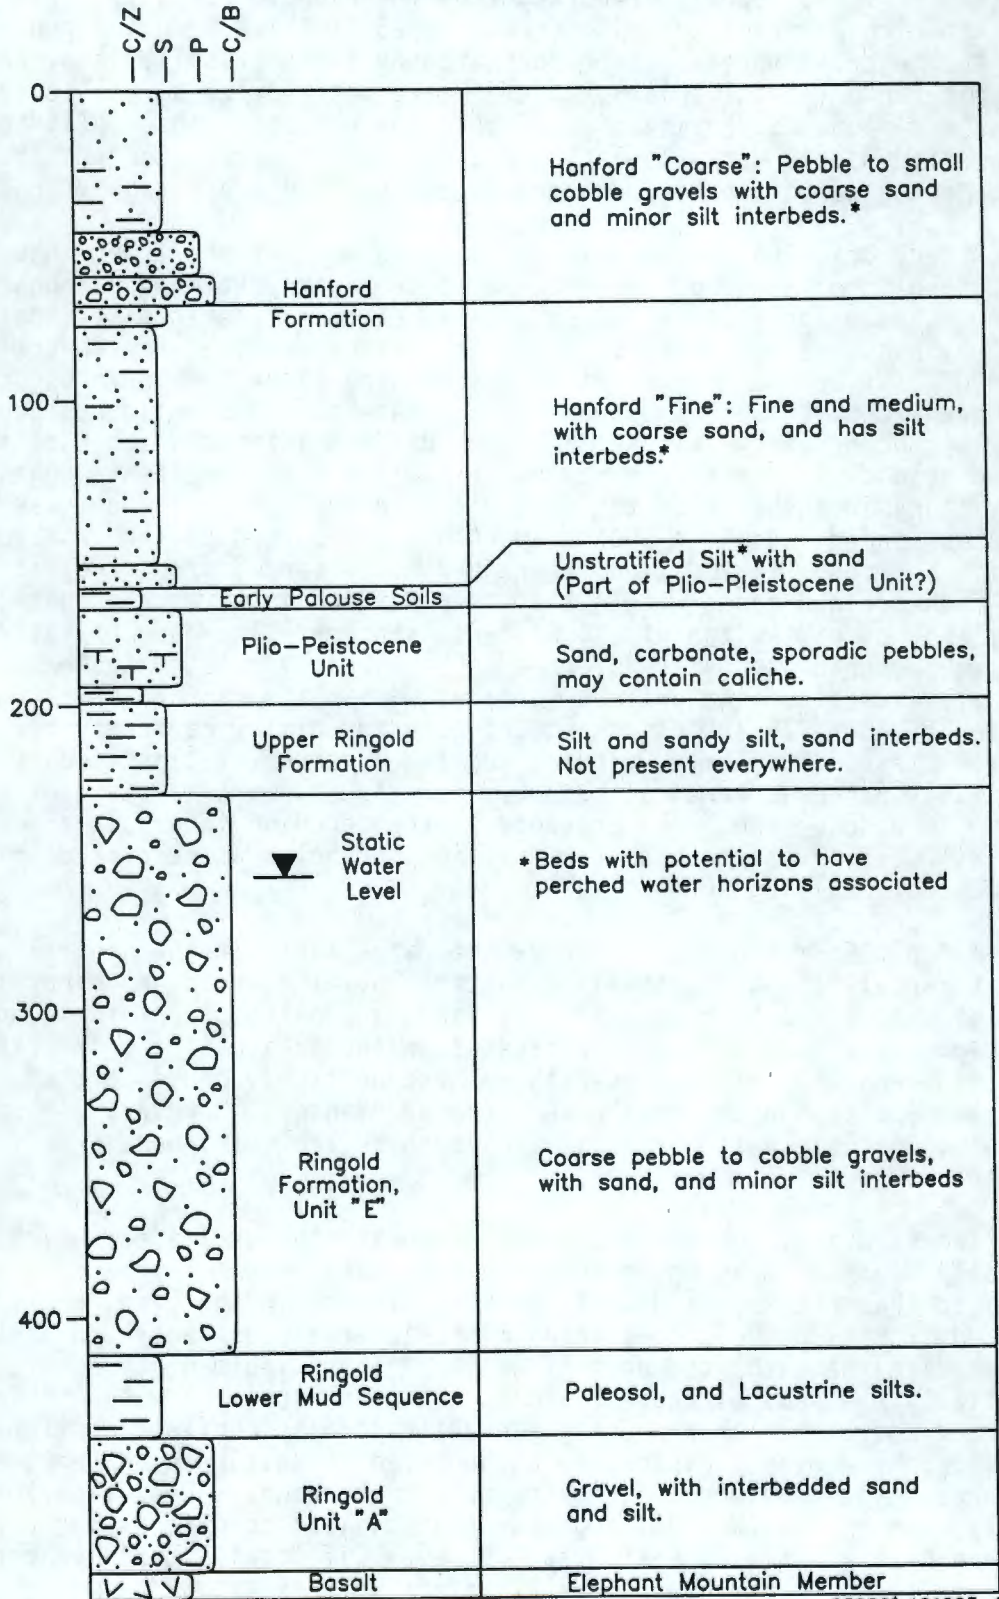 C/Z
S
P
C/B
0
Hanford "Coarse": Pebble to small
cobble gravels with coarse sand
and minor silt interbeds.*
Hanford
Formation
100
Hanford "Fine": Fine and medium,
with coarse sand, and has silt
interbeds.*
Unstratified Silt* with sand
(Part of Plio-Pleistocene Unit?)
Early Palouse Soils
Plio-Peistocene
Unit
Sand, carbonate, sporadic pebbles,
may contain caliche.
200
Upper Ringold
Formation
Silt and sandy silt, sand interbeds.
Not present everywhere.
Static
Water
Level
*Beds with potential to have
perched water horizons associated
300
Ringold
Formation,
Unit "E"
Coarse pebble to cobble gravels,
with sand, and minor silt interbeds
400
Ringold
Lower Mud Sequence
Paleosol, and Lacustrine silts.
Ringold
Unit "A"
Gravel, with interbedded sand
and silt.
Basalt
Elephant Mountain Member